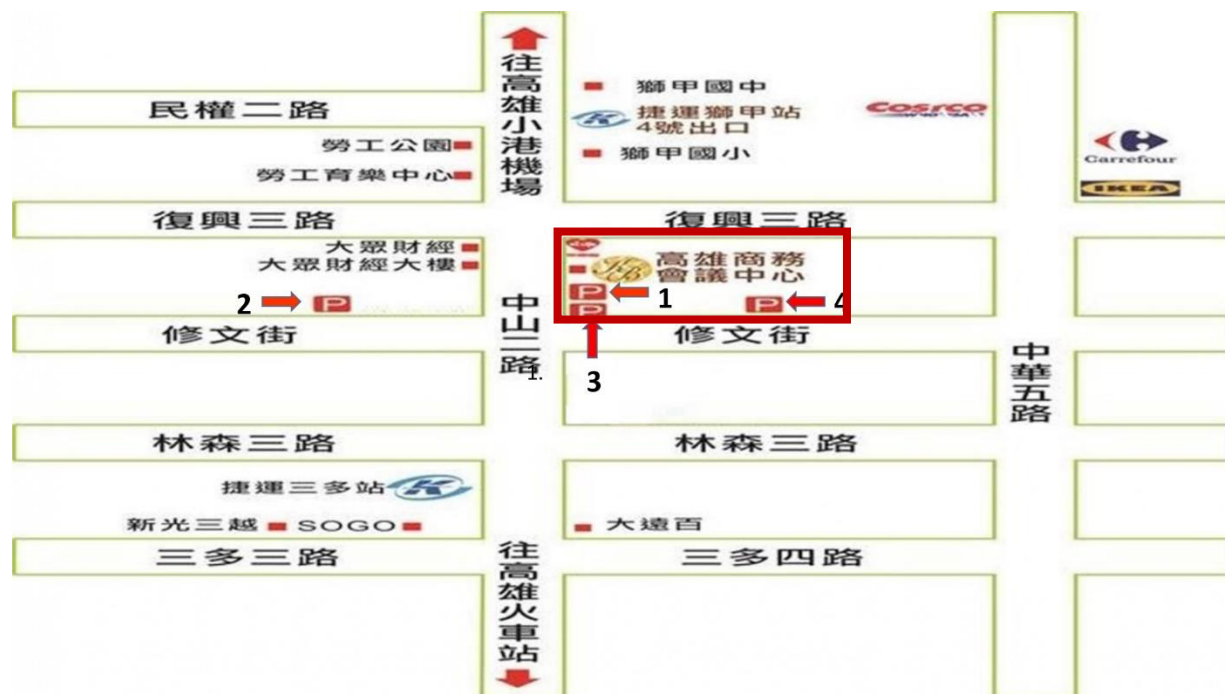 往高雄小港機場
民權二路
勞工公園
勞工育樂中心
獅甲國中
捷運獅甲站
4號出口
獅甲國小
COSTCO
Carrefour
IKEA
復興三路
復興三路
大眾財經
大眾財經大樓
高雄商務
會議中心
2
P
P
1
P
4
P
3
中山二路
1.
修文街
修文街
中華五路
林森三路
林森三路
捷運三多站
新光三越
SOGO
大遠百
三多三路
三多四路
往高雄火車站